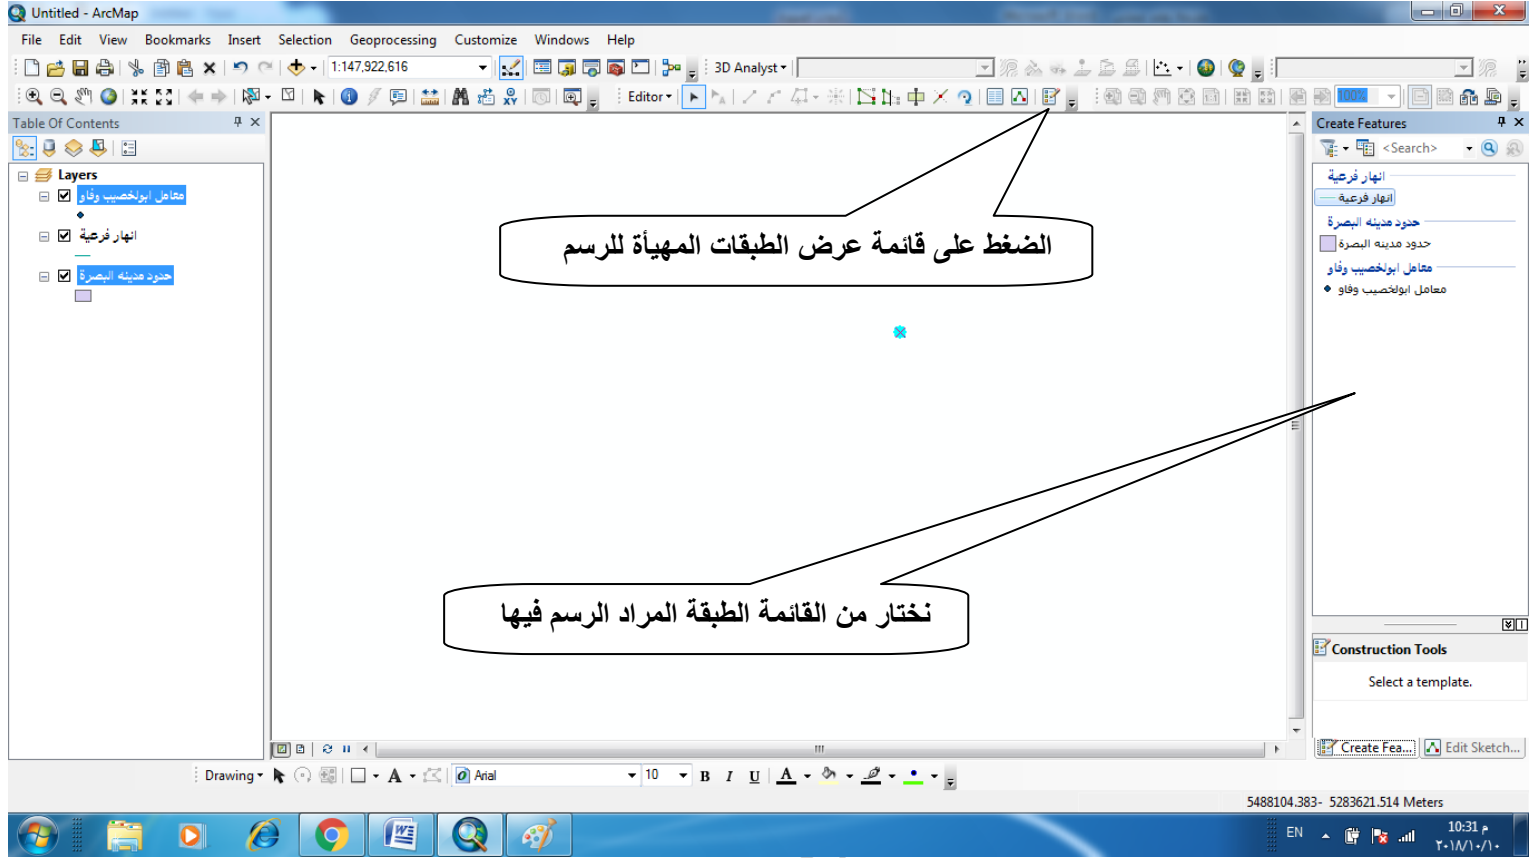 Untitled - ArcMap
File Edit View Bookmarks Insert Selection Geoprocessing Customize Windows Help
1:147,922,616
3D Analyst
Editor
100%
Table Of Contents
Layers
معامل ابولخصيب وفاو
انهار فرعية
حدود مدينه البصرة
الضغط على قائمة عرض الطبقات المهيأة للرسم
نختار من القائمة الطبقة المراد الرسم فيها
Create Features
<Search>
انهار فرعية
انهار فرعية
حدود مدينه البصرة
حدود مدينه البصرة
معامل ابولخصيب وفاو
معامل ابولخصيب وفاو
Construction Tools
Select a template.
Create Fea...
Edit Sketch...
Drawing
A
Arial
10
B I U A
5488104.383- 5283621.514 Meters
EN
10:31 م
٢٠١٨/١٠/١٠